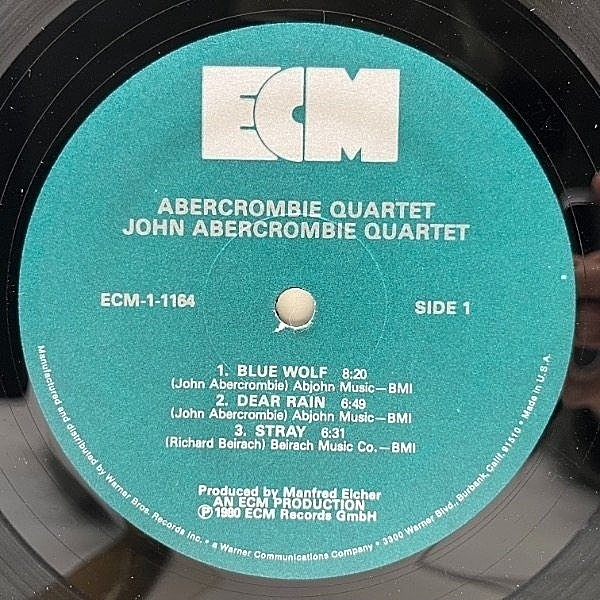 ECM
ABERCROMBIE QUARTET
JOHN ABERCROMBIE QUARTET
ECM-1-1164
SIDE 1
1. BLUE WOLF 8:20
(John Abercrombie) Abjohn Music—BMI
2. DEAR RAIN 6:49
(John Abercrombie) Abjohn Music—BMI
3. STRAY 6:31
(Richard Beirach) Beirach Music Co.—BMI
Produced by Manfred Eicher
AN ECM PRODUCTION
℗ 1980 ECM Records GmbH
Manufactured and distributed by Warner Bros. Records Inc. • a Warner Communications Company • 3300 Warner Blvd., Burbank Calif. 91510 • Made in U.S.A.